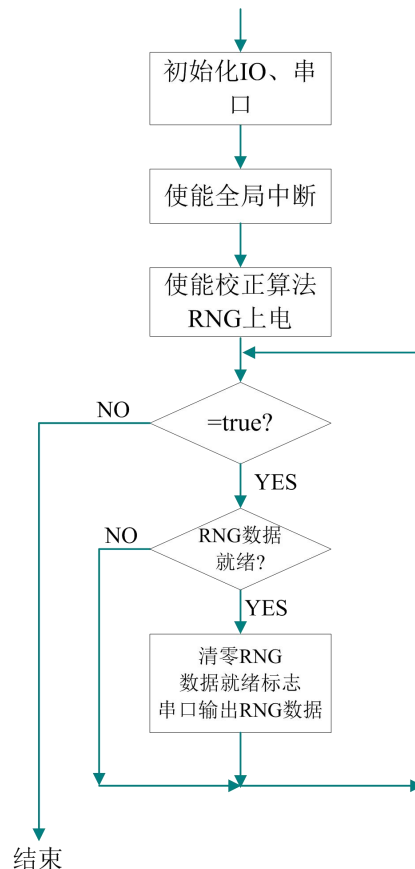 初始化IO、串
口
使能全局中断
使能校正算法
RNG上电
NO
=true?
YES
NO
RNG数据
就绪?
YES
清零RNG
数据就绪标志
串口输出RNG数据
结束